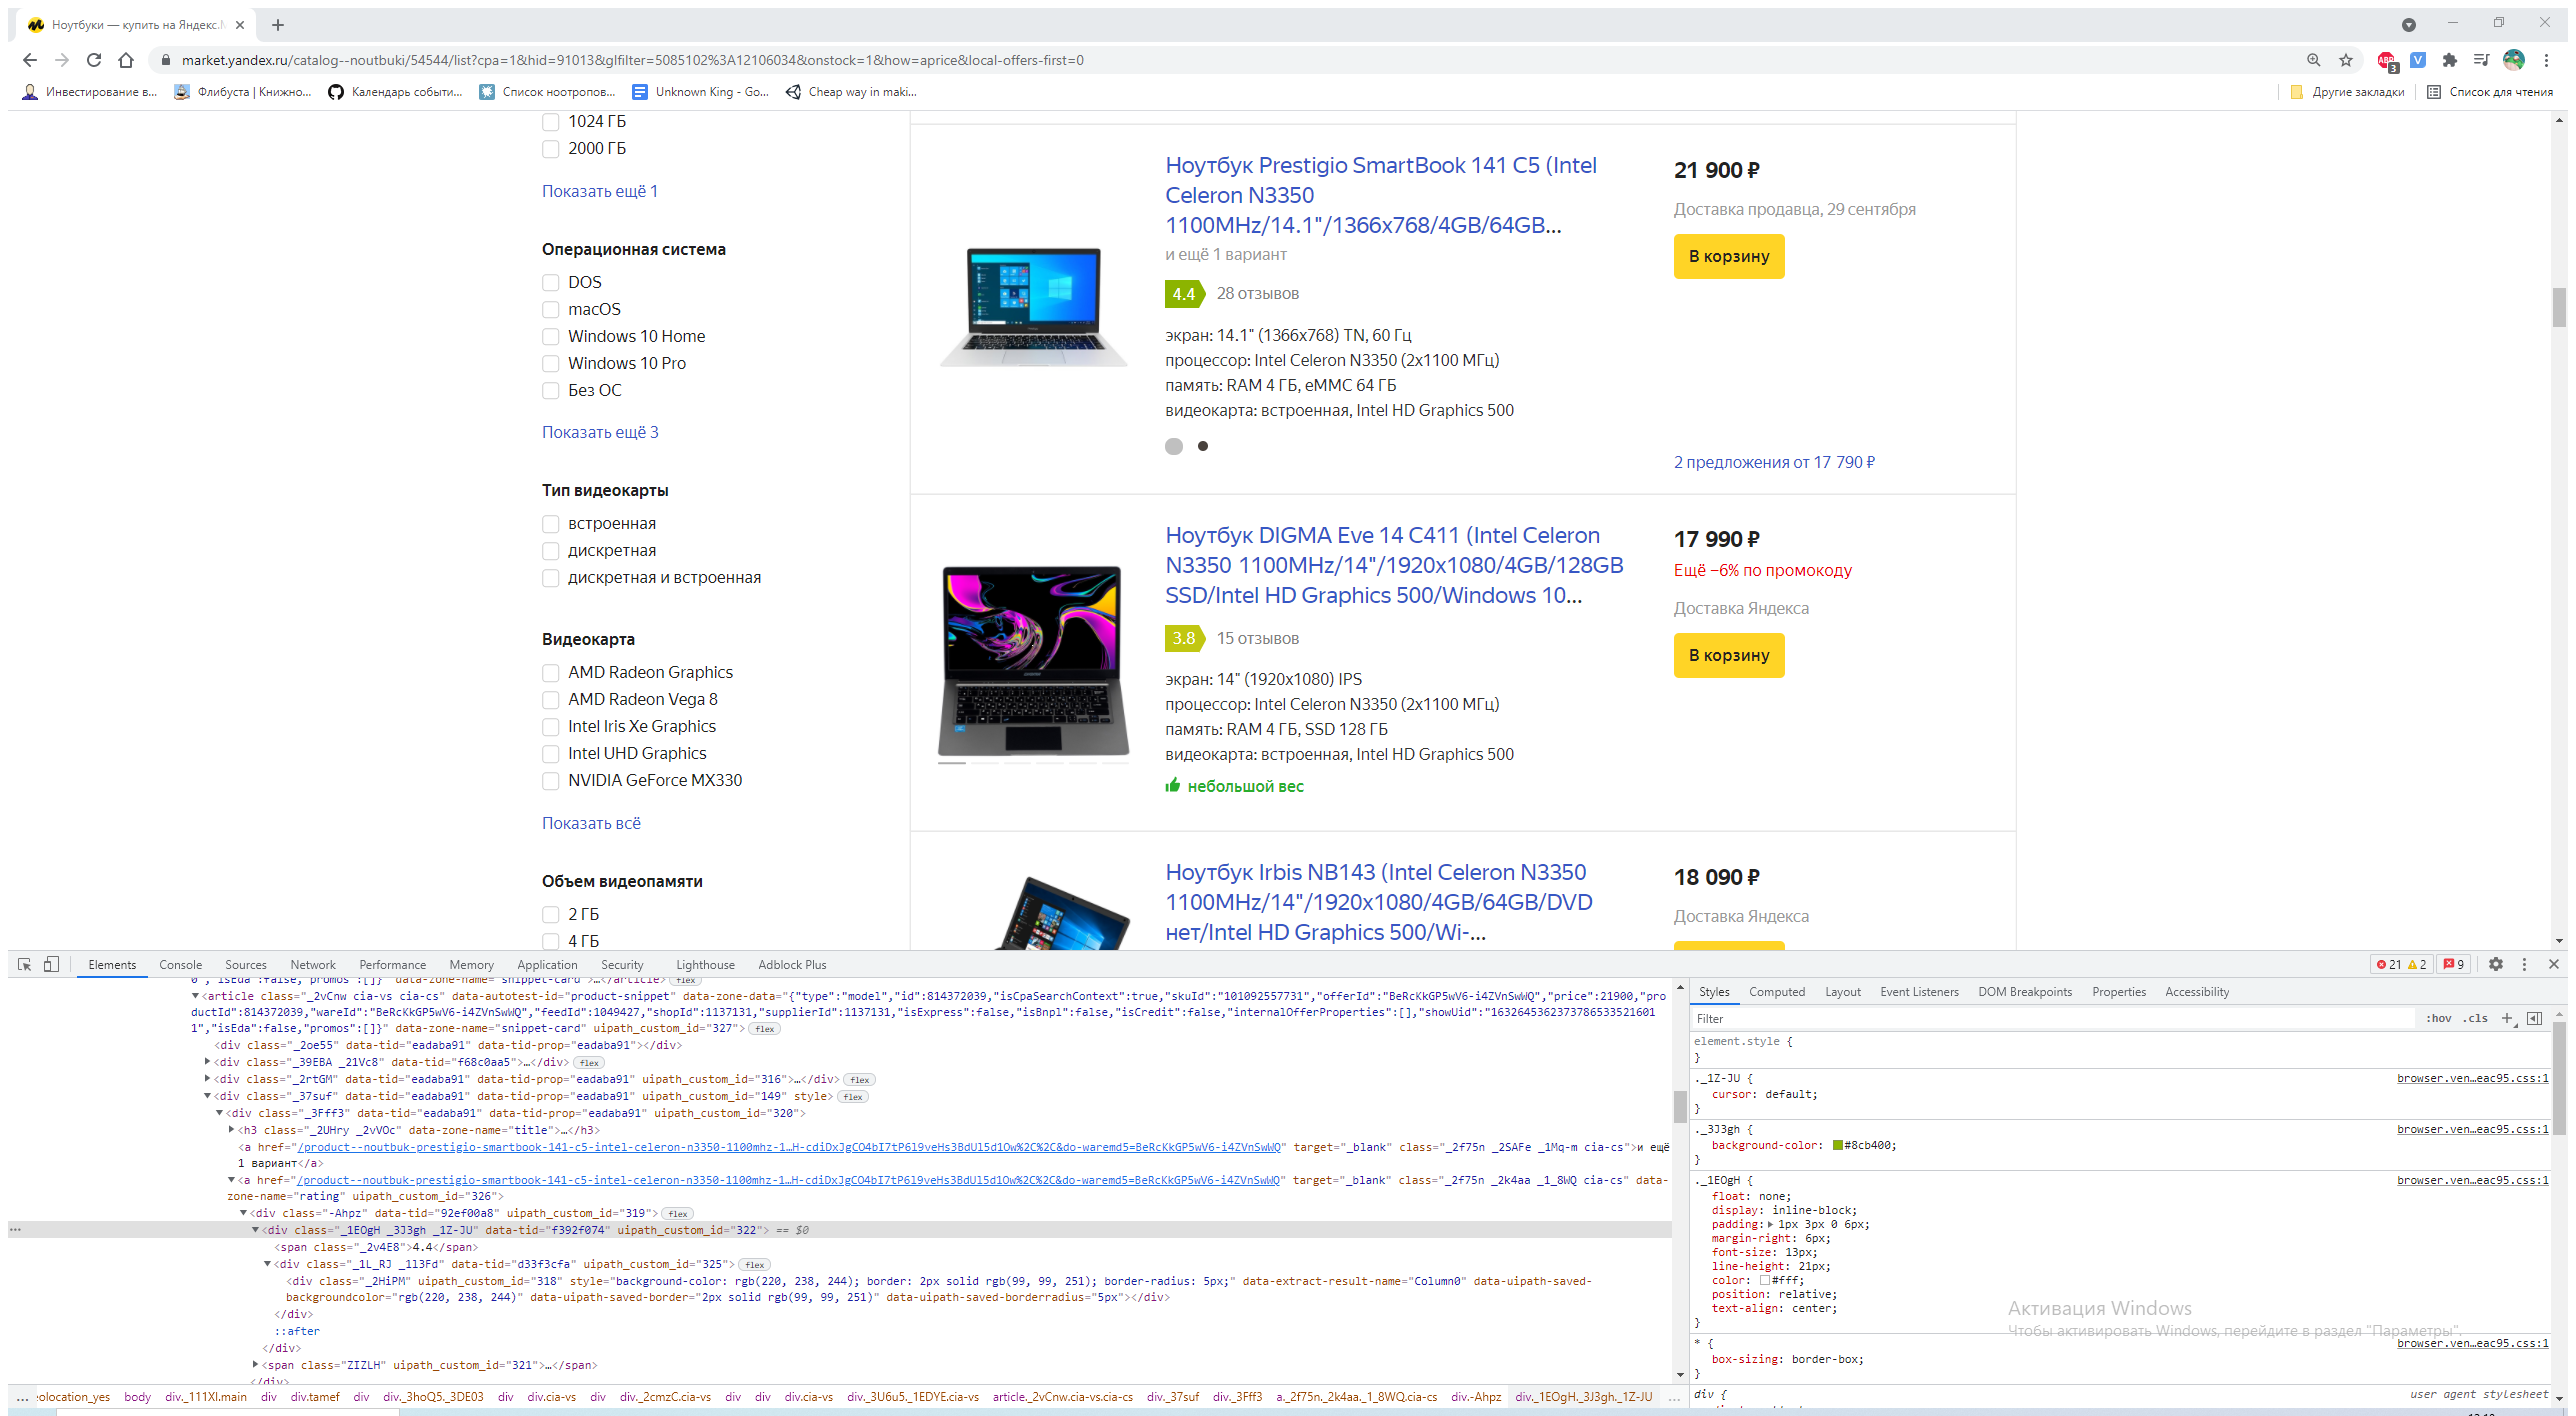 Ноутбуки — купить на Яндекс.М
market.yandex.ru/catalog--noutbuki/54544/list?cpa=1&hid=91013&glfilter=5085102%3A12106034&onstock=1&how=aprice&local-offers-first=0
Инвестирование в... Флибуста | Книжно... Календарь событи... Список ноотропов... Unknown King - Go... Cheap way in maki... Другие закладки Список для чтения
1024 ГБ
2000 ГБ
Показать ещё 1
Операционная система
DOS
macOS
Windows 10 Home
Windows 10 Pro
Без ОС
Показать ещё 3
Тип видеокарты
встроенная
дискретная
дискретная и встроенная
Видеокарта
AMD Radeon Graphics
AMD Radeon Vega 8
Intel Iris Xe Graphics
Intel UHD Graphics
NVIDIA GeForce MX330
Показать всё
Объем видеопамяти
2 ГБ
4 ГБ
Ноутбук Prestigio SmartBook 141 C5 (Intel
Celeron N3350
1100MHz/14.1"/1366x768/4GB/64GB...
и ещё 1 вариант
4.4 28 отзывов
экран: 14.1" (1366x768) TN, 60 Гц
процессор: Intel Celeron N3350 (2x1100 МГц)
память: RAM 4 ГБ, eMMC 64 ГБ
видеокарта: встроенная, Intel HD Graphics 500
21 900 ₽
Доставка продавца, 29 сентября
В корзину
2 предложения от 17 790 ₽
Ноутбук DIGMA Eve 14 C411 (Intel Celeron
N3350 1100MHz/14"/1920x1080/4GB/128GB
SSD/Intel HD Graphics 500/Windows 10...
3.8 15 отзывов
экран: 14" (1920x1080) IPS
процессор: Intel Celeron N3350 (2x1100 МГц)
память: RAM 4 ГБ, SSD 128 ГБ
видеокарта: встроенная, Intel HD Graphics 500
небольшой вес
17 990 ₽
Ещё −6% по промокоду
Доставка Яндекса
В корзину
Ноутбук Irbis NB143 (Intel Celeron N3350
1100MHz/14"/1920x1080/4GB/64GB/DVD
нет/Intel HD Graphics 500/Wi-...
18 090 ₽
Доставка Яндекса
Elements Console Sources Network Performance Memory Application Security Lighthouse Adblock Plus 21 2 9
0","isEda":false,"promos":[]}" data-zone-name="snippet-card">…</article> flex
<article class="_2vCnw cia-vs cia-cs" data-autotest-id="product-snippet" data-zone-data="{"type":"model","id":814372039,"isCpaSearchContext":true,"skuId":"101092557731","offerId":"BeRcKkGP5wV6-i4ZVnSwWQ","price":21900,"pro
ductId":814372039,"wareId":"BeRcKkGP5wV6-i4ZVnSwWQ","feedId":1049427,"shopId":1137131,"supplierId":1137131,"isExpress":false,"isBnpl":false,"isCredit":false,"internalOfferProperties":[],"showUid":"1632645362373786533521601
1","isEda":false,"promos":[]}" data-zone-name="snippet-card" uipath_custom_id="327"> flex
<div class="_2oe55" data-tid="eadaba91" data-tid-prop="eadaba91"></div>
<div class="_39EBA _21Vc8" data-tid="f68c0aa5">…</div> flex
<div class="_2rtGM" data-tid="eadaba91" data-tid-prop="eadaba91" uipath_custom_id="316">…</div> flex
<div class="_37suf" data-tid="eadaba91" data-tid-prop="eadaba91" uipath_custom_id="149" style> flex
<div class="_3Fff3" data-tid="eadaba91" data-tid-prop="eadaba91" uipath_custom_id="320">
<h3 class="_2UHry _2vVOc" data-zone-name="title">…</h3>
<a href="/product--noutbuk-prestigio-smartbook-141-c5-intel-celeron-n3350-1100mhz-1…H-cdiDxJgCO4bI7tP6l9veHs3BdUl5d1Ow%2C%2C&do-waremd5=BeRcKkGP5wV6-i4ZVnSwWQ" target="_blank" class="_2f75n _2SAFe _1Mq-m cia-cs">и ещё
1 вариант</a>
<a href="/product--noutbuk-prestigio-smartbook-141-c5-intel-celeron-n3350-1100mhz-1…H-cdiDxJgCO4bI7tP6l9veHs3BdUl5d1Ow%2C%2C&do-waremd5=BeRcKkGP5wV6-i4ZVnSwWQ" target="_blank" class="_2f75n _2k4aa _1_8WQ cia-cs" data-
zone-name="rating" uipath_custom_id="326">
<div class="-Ahpz" data-tid="92ef00a8" uipath_custom_id="319"> flex
<div class="_1EOgH _3J3gh _1Z-JU" data-tid="f392f074" uipath_custom_id="322"> == $0
<span class="_2v4E8">4.4</span>
<div class="_1L_RJ _1l3Fd" data-tid="d33f3cfa" uipath_custom_id="325"> flex
<div class="_2HiPM" uipath_custom_id="318" style="background-color: rgb(220, 238, 244); border: 2px solid rgb(99, 99, 251); border-radius: 5px;" data-extract-result-name="Column0" data-uipath-saved-
backgroundcolor="rgb(220, 238, 244)" data-uipath-saved-border="2px solid rgb(99, 99, 251)" data-uipath-saved-borderradius="5px"></div>
</div>
::after
</div>
<span class="ZIZLH" uipath_custom_id="321">…</span>
</div>
... eolocation_yes body div._111XI.main div div.tamef div div._3hoQ5._3DE03 div div.cia-vs div div._2cmzC.cia-vs div div div.cia-vs div._3U6u5._1EDYE.cia-vs article._2vCnw.cia-vs.cia-cs div._37suf div._3Fff3 a._2f75n._2k4aa._1_8WQ.cia-cs div.-Ahpz div._1EOgH._3J3gh._1Z-JU ...
Styles Computed Layout Event Listeners DOM Breakpoints Properties Accessibility
Filter :hov .cls
element.style {
}
._1Z-JU { browser.ven…eac95.css:1
cursor: default;
}
._3J3gh { browser.ven…eac95.css:1
background-color: #8cb400;
}
._1EOgH { browser.ven…eac95.css:1
float: none;
display: inline-block;
padding: 1px 3px 0 6px;
margin-right: 6px;
font-size: 13px;
line-height: 21px;
color: #fff;
position: relative;
text-align: center;
}
* { browser.ven…eac95.css:1
box-sizing: border-box;
}
div { user agent stylesheet
Активация Windows
Чтобы активировать Windows, перейдите в раздел "Параметры".